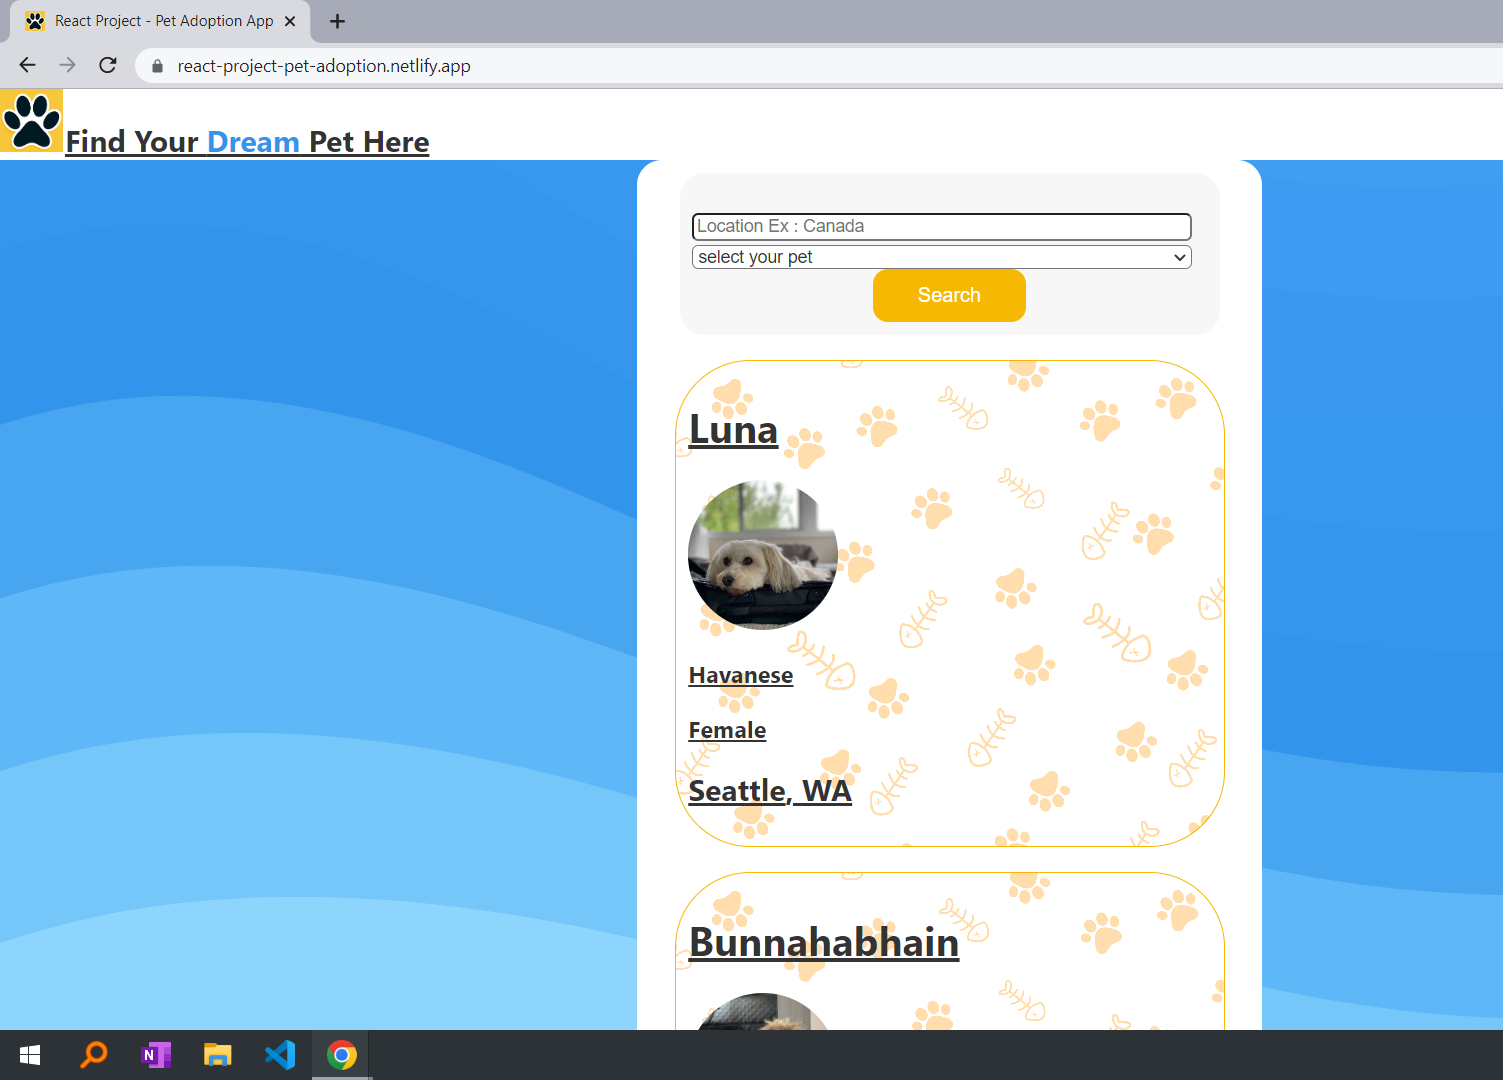 React Project - Pet Adoption App
react-project-pet-adoption.netlify.app
Find Your Dream Pet Here
Location Ex : Canada
select your pet
Search
Luna
Havanese
Female
Seattle, WA
Bunnahabhain
N